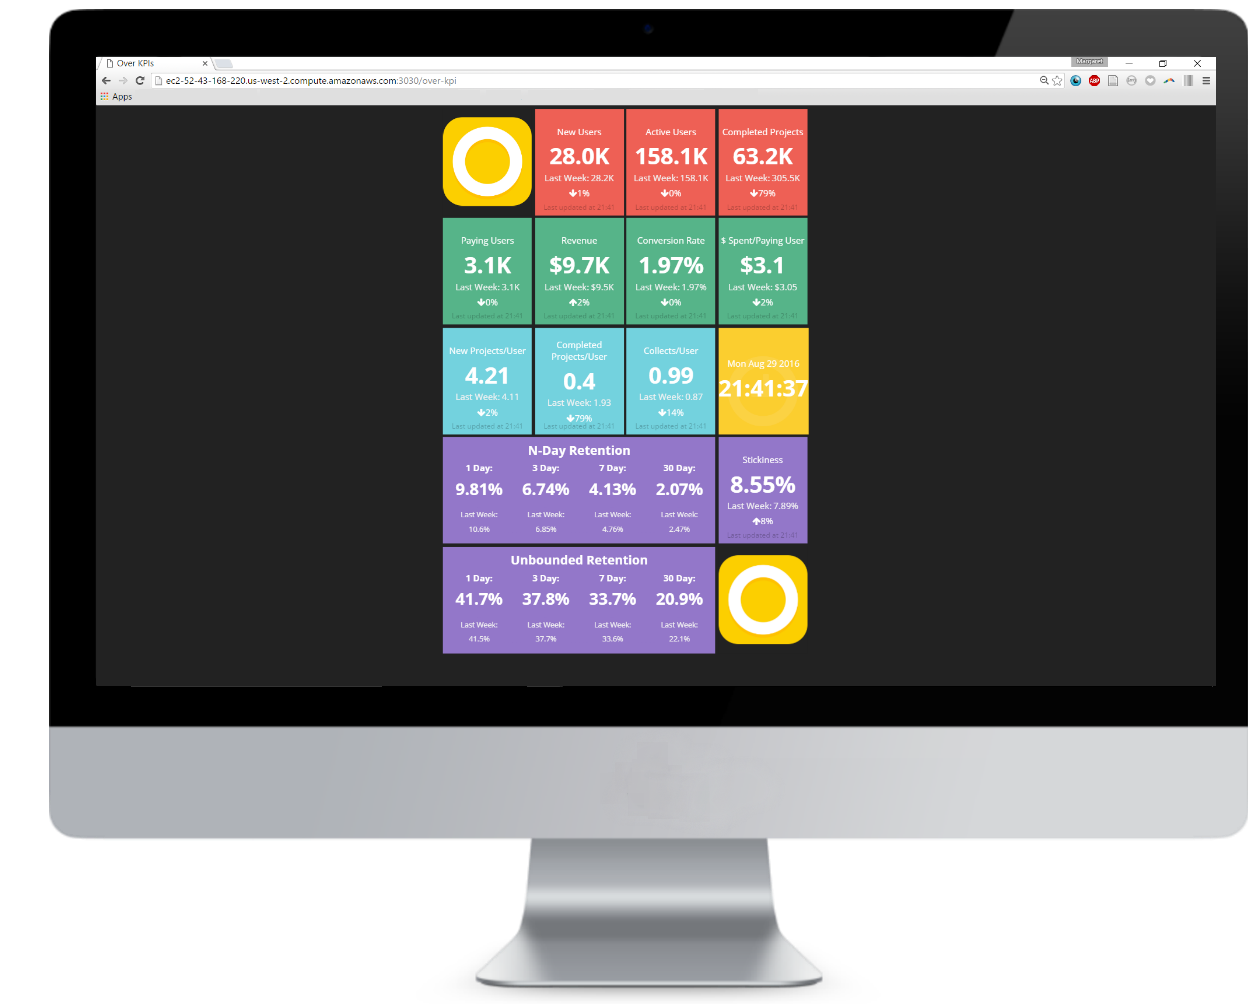 Over KPIs
Margaret
ec2-52-43-168-220.us-west-2.compute.amazonaws.com:3030/over-kpi
ABP
Apps
New Users
28.0K
Last Week: 28.2K
1%
Last updated at 21:41
Active Users
158.1K
Last Week: 158.1K
0%
Last updated at 21:41
Completed Projects
63.2K
Last Week: 305.5K
79%
Last updated at 21:41
Paying Users
3.1K
Last Week: 3.1K
0%
Last updated at 21:41
Revenue
$9.7K
Last Week: $9.5K
2%
Last updated at 21:41
Conversion Rate
1.97%
Last Week: 1.97%
0%
Last updated at 21:41
$ Spent/Paying User
$3.1
Last Week: $3.05
2%
Last updated at 21:41
New Projects/User
4.21
Last Week: 4.11
2%
Last updated at 21:41
Completed
Projects/User
0.4
Last Week: 1.93
79%
Last updated at 21:41
Collects/User
0.99
Last Week: 0.87
14%
Last updated at 21:41
Mon Aug 29 2016
21:41:37
N-Day Retention
1 Day: 3 Day: 7 Day: 30 Day:
9.81% 6.74% 4.13% 2.07%
Last Week: Last Week: Last Week: Last Week:
10.6% 6.85% 4.76% 2.47%
Stickiness
8.55%
Last Week: 7.89%
8%
Last updated at 21:41
Unbounded Retention
1 Day: 3 Day: 7 Day: 30 Day:
41.7% 37.8% 33.7% 20.9%
Last Week: Last Week: Last Week: Last Week:
41.5% 37.7% 33.6% 22.1%